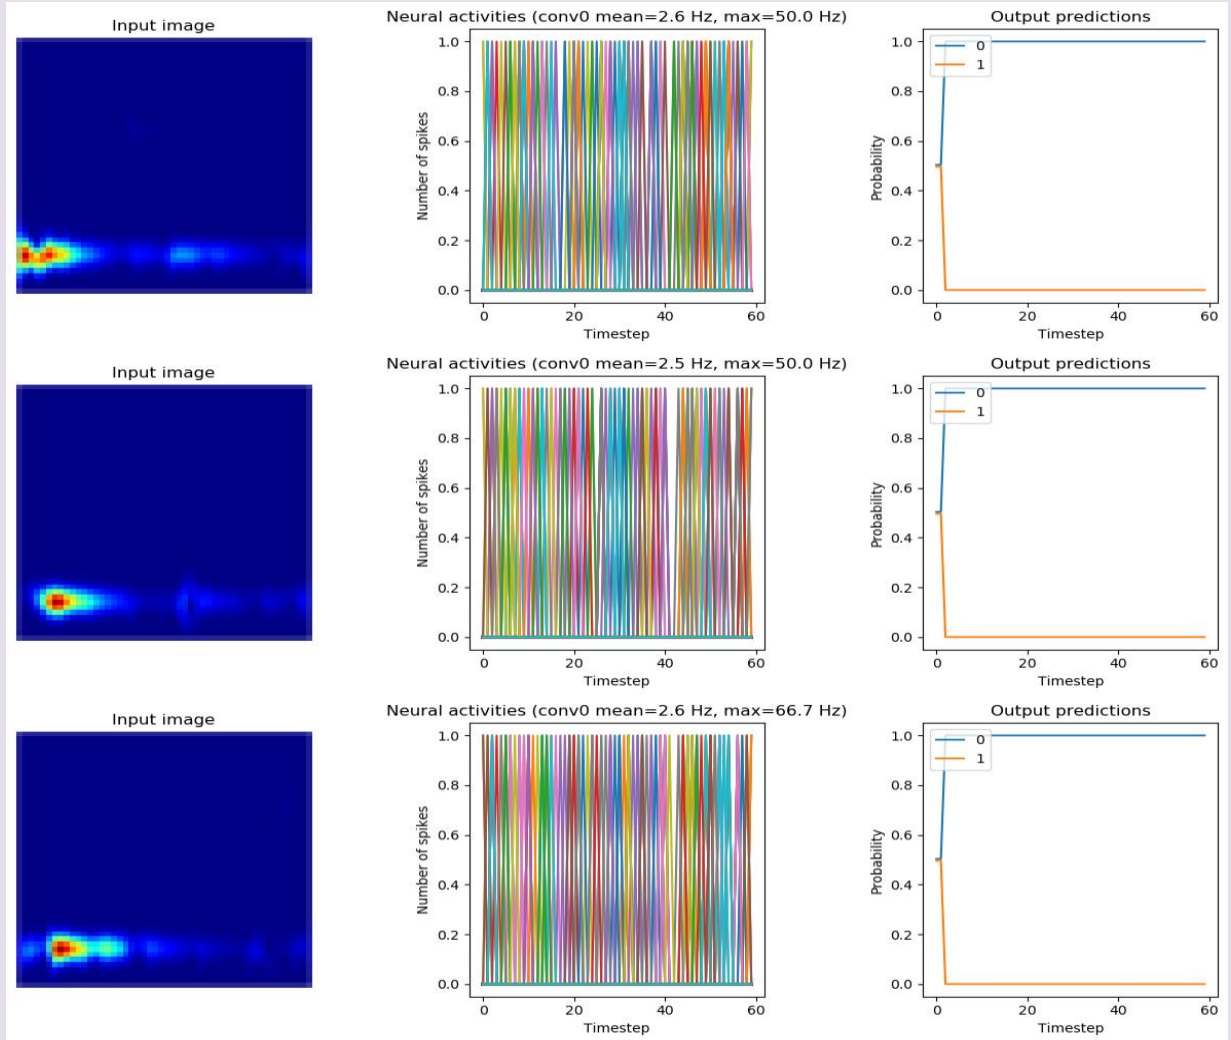 Input image
Neural activities (conv0 mean=2.6 Hz, max=50.0 Hz)
Output predictions
1.0
0.8
0.6
0.4
0.2
0.0
Number of spikes
0 20 40 60
Timestep
1.0
0.8
0.6
0.4
0.2
0.0
Probability
0
1
0 20 40 60
Timestep
Input image
Neural activities (conv0 mean=2.5 Hz, max=50.0 Hz)
Output predictions
1.0
0.8
0.6
0.4
0.2
0.0
Number of spikes
0 20 40 60
Timestep
1.0
0.8
0.6
0.4
0.2
0.0
Probability
0
1
0 20 40 60
Timestep
Input image
Neural activities (conv0 mean=2.6 Hz, max=66.7 Hz)
Output predictions
1.0
0.8
0.6
0.4
0.2
0.0
Number of spikes
0 20 40 60
Timestep
1.0
0.8
0.6
0.4
0.2
0.0
Probability
0
1
0 20 40 60
Timestep